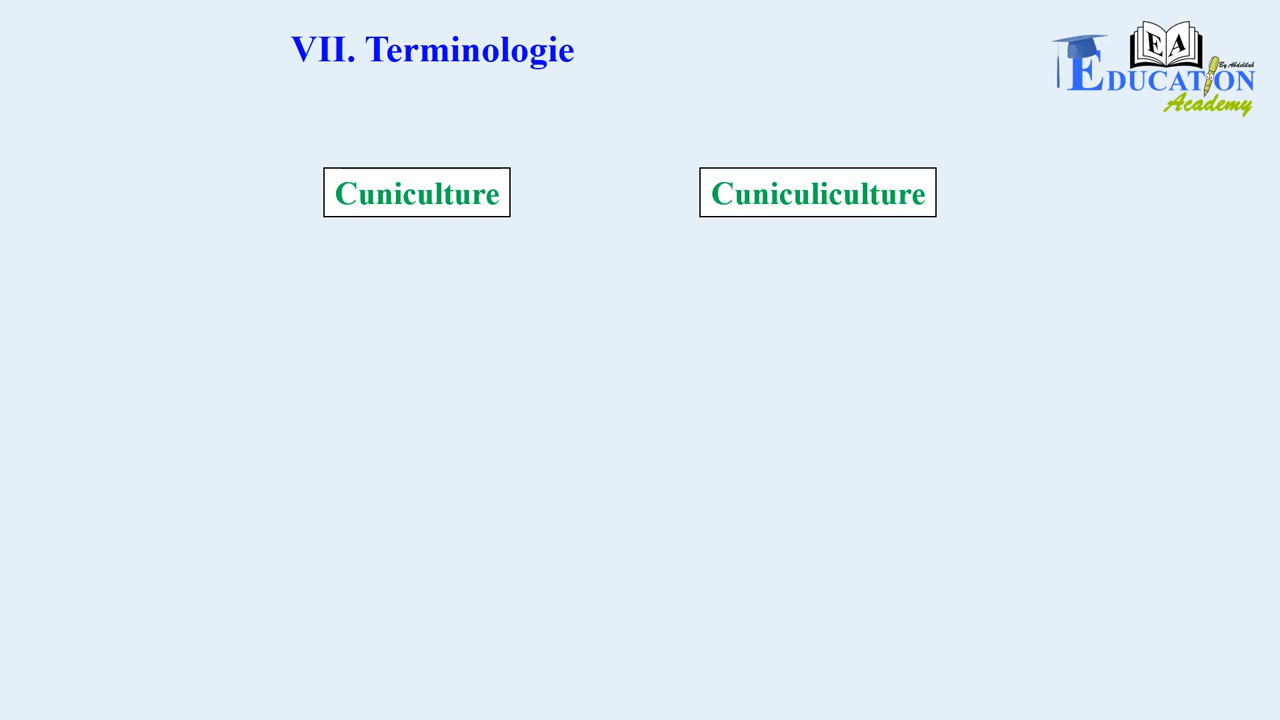 VII. Terminologie
EA
By Abdellah
EDUCATION
Academy
Cuniculture
Cuniculiculture